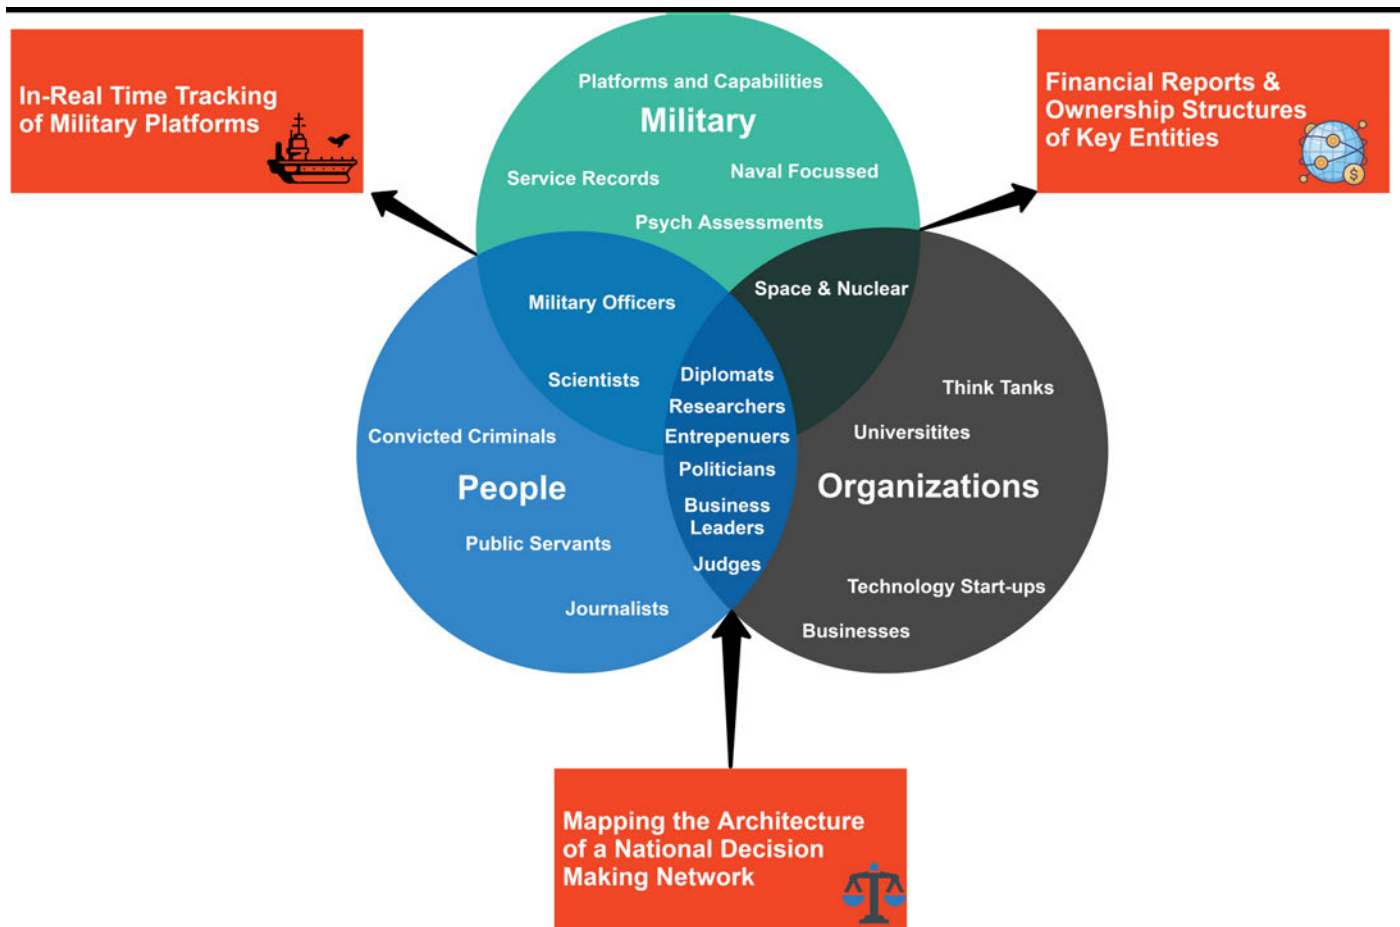 In-Real Time Tracking
of Military Platforms
Platforms and Capabilities
Military
Service Records
Naval Focussed
Psych Assessments
Financial Reports &
Ownership Structures
of Key Entities
$
Military Officers
Scientists
Space & Nuclear
Diplomats
Researchers
Entrepenuers
Politicians
Business
Leaders
Judges
Convicted Criminals
People
Public Servants
Journalists
Think Tanks
Universitites
Organizations
Technology Start-ups
Businesses
Mapping the Architecture
of a National Decision
Making Network